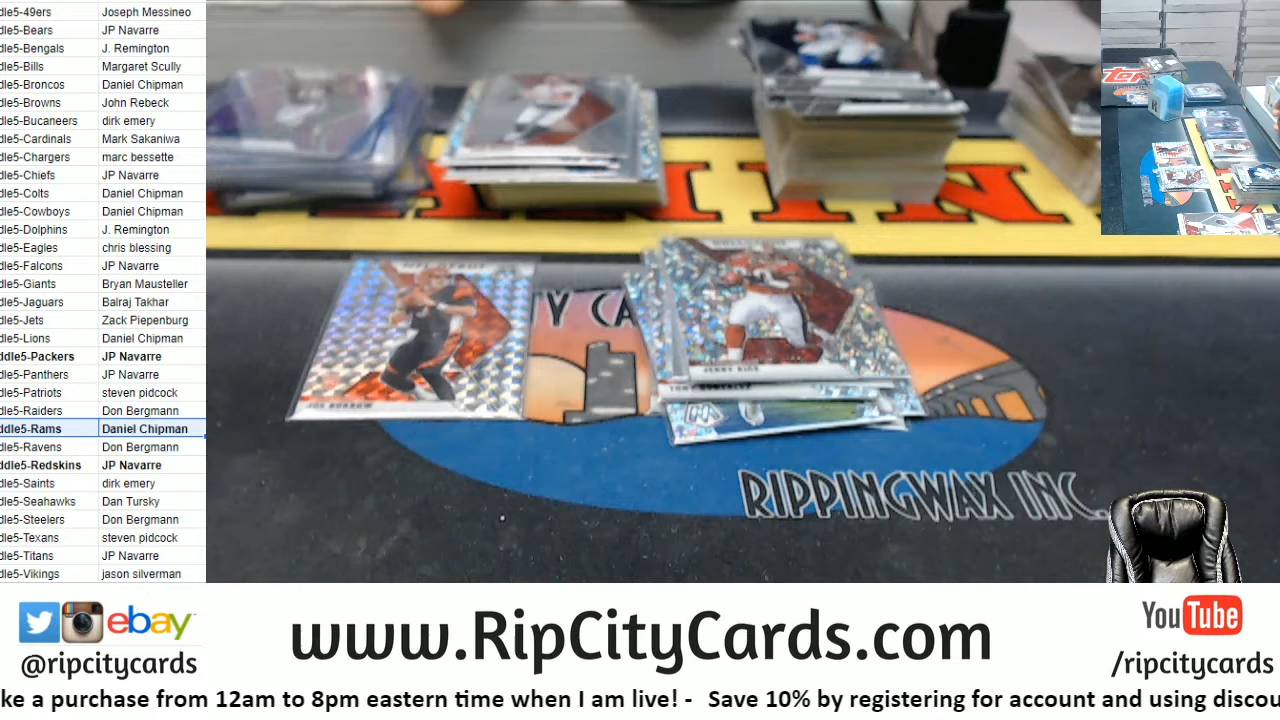 dle5-49ers Joseph Messineo
dle5-Bears JP Navarre
dle5-Bengals J. Remington
dle5-Bills Margaret Scully
dle5-Broncos Daniel Chipman
dle5-Browns John Rebeck
dle5-Bucaneers dirk emery
dle5-Cardinals Mark Sakaniwa
dle5-Chargers marc bessette
dle5-Chiefs JP Navarre
dle5-Colts Daniel Chipman
dle5-Cowboys Daniel Chipman
dle5-Dolphins J. Remington
dle5-Eagles chris blessing
dle5-Falcons JP Navarre
dle5-Giants Bryan Mausteller
dle5-Jaguars Balraj Takhar
dle5-Jets Zack Piepenburg
dle5-Lions Daniel Chipman
ddle5-Packers JP Navarre
dle5-Panthers JP Navarre
dle5-Patriots steven pidcock
dle5-Raiders Don Bergmann
ddle5-Rams Daniel Chipman
dle5-Ravens Don Bergmann
ddle5-Redskins JP Navarre
dle5-Saints dirk emery
dle5-Seahawks Dan Tursky
dle5-Steelers Don Bergmann
dle5-Texans steven pidcock
dle5-Titans JP Navarre
dle5-Vikings jason silverman
ANINI
TY CA
JOE BURROW
JERRY RICE
RIPPINGWAX INC.
ebay
@ripcitycards
www.RipCityCards.com
YouTube
/ripcitycards
ke a purchase from 12am to 8pm eastern time when I am live! - Save 10% by registering for account and using discou